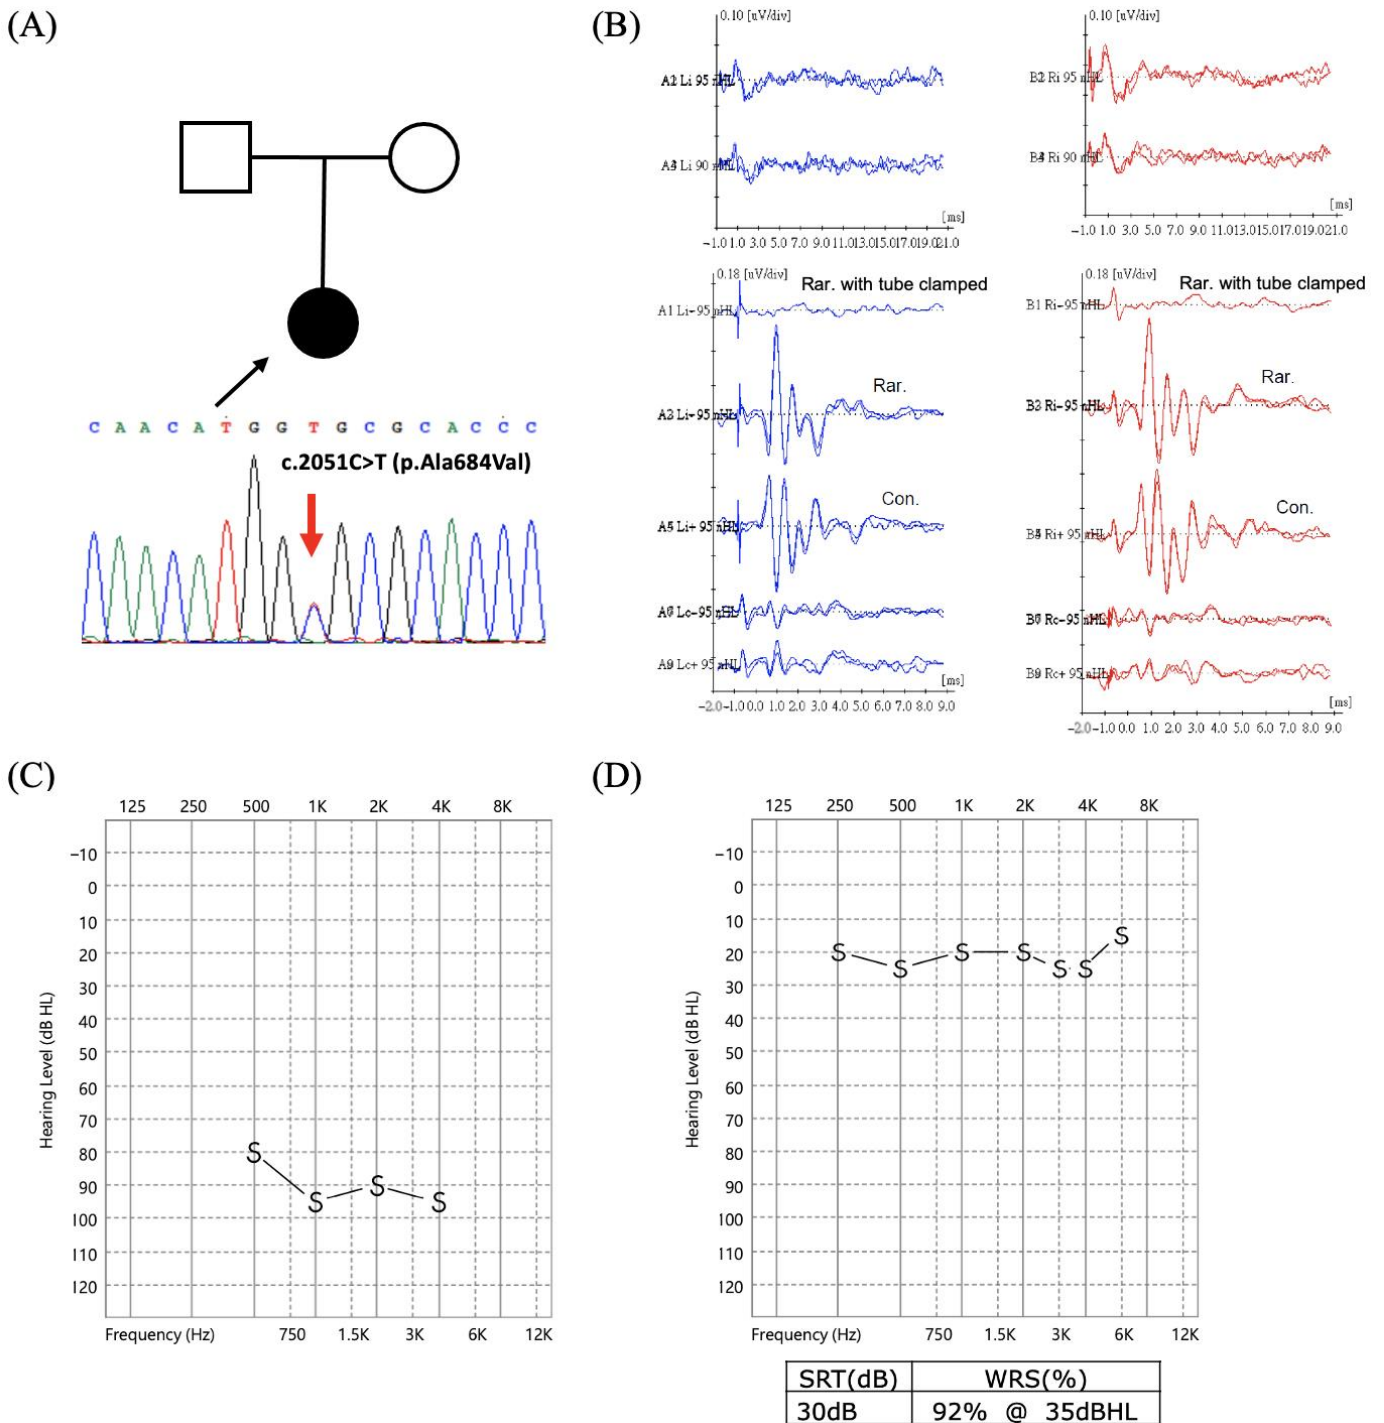 (A)
C A A C A T G G T G C G C A C C C
c.2051C>T (p.Ala684Val)
(B)
0.10 [uV/div]
Li 95 nHL
Li 90 nHL
[ms]
-1.0 1.0 3.0 5.0 7.0 9.0 11.0 13.0 15.0 17.0 19.0 21.0
0.10 [uV/div]
Ri 95 nHL
Ri 90 nHL
[ms]
-1.0 1.0 3.0 5.0 7.0 9.0 11.0 13.0 15.0 17.0 19.0 21.0
0.18 [uV/div]
Rar. with tube clamped
A1 Li-95 nHL
Rar.
Li-95 nHL
Con.
Li+ 95 nHL
Lc-95 nHL
Lc+ 95 nHL
[ms]
-2.0 -1.0 0.0 1.0 2.0 3.0 4.0 5.0 6.0 7.0 8.0 9.0
0.18 [uV/div]
Rar. with tube clamped
B1 Ri-95 nHL
Rar.
Ri-95 nHL
Con.
Ri+ 95 nHL
Rc-95 nHL
Rc+ 95 nHL
[ms]
-2.0 -1.0 0.0 1.0 2.0 3.0 4.0 5.0 6.0 7.0 8.0 9.0
(C)
125 250 500 1K 2K 4K 8K
-10
0
10
20
30
40
50
60
70
80
90
100
110
120
Hearing Level (dB HL)
S S S S
Frequency (Hz) 750 1.5K 3K 6K 12K
(D)
125 250 500 1K 2K 4K 8K
-10
0
10
20
30
40
50
60
70
80
90
100
110
120
Hearing Level (dB HL)
S S S S S S S
Frequency (Hz) 750 1.5K 3K 6K 12K
SRT(dB) WRS(%)
30dB 92% @ 35dBHL